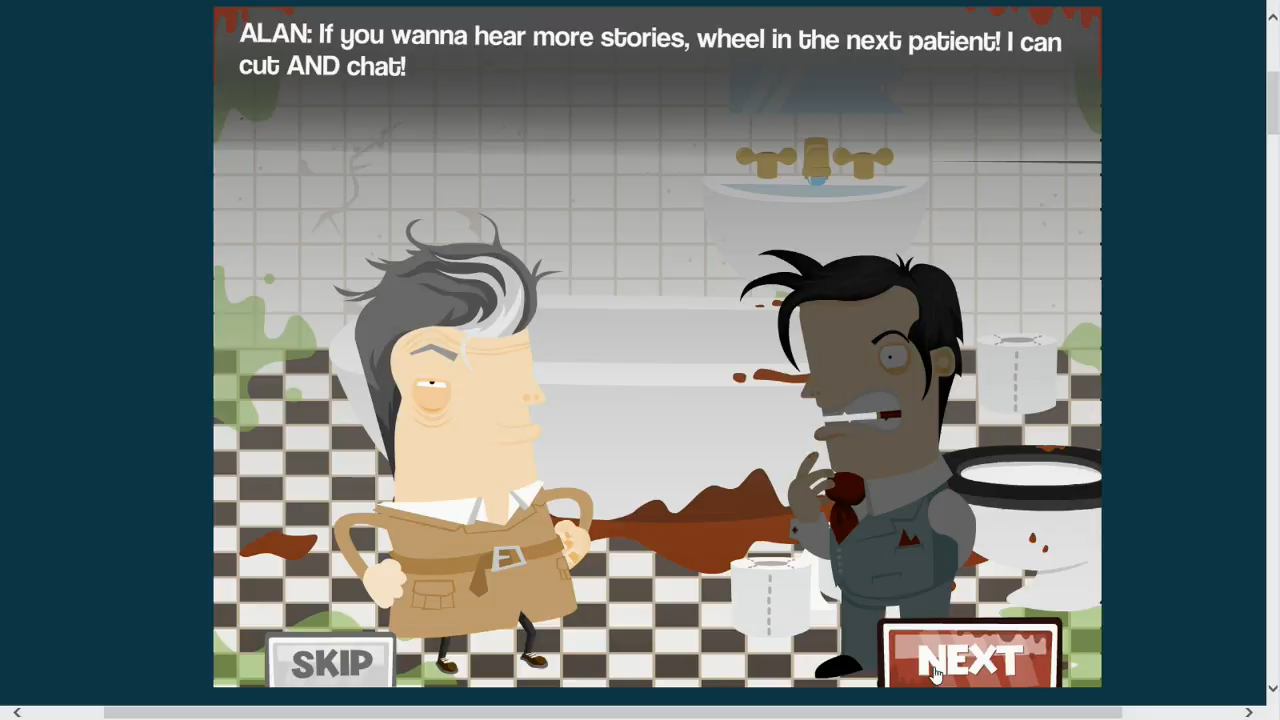 ALAN: If you wanna hear more stories, wheel in the next patient! I can
cut AND chat!
SKIP
NEXT